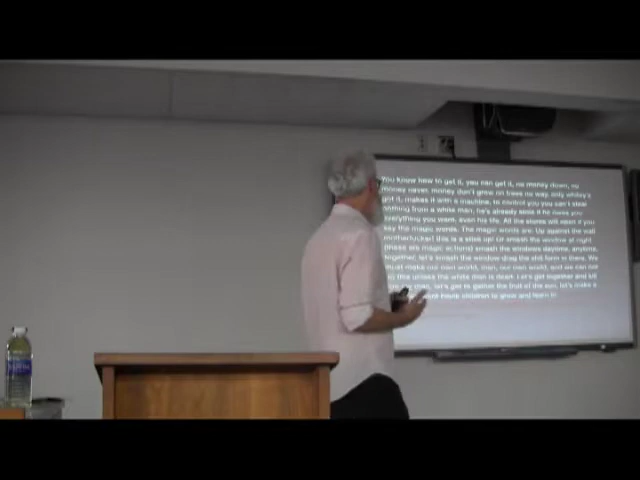 You know how to get it, you can get it, no money down, no
money never, money don't grow on trees no way, only whitey's
got it, makes it with a machine, to control you you can't steal
nothing from a white man, he's already stole it he owes you
everything you want, even his life. All the stores will open if you
say the magic words. The magic words are: Up against the wall
motherfucker this is a stick up! Or: Smash the window at night
(these are magic actions) smash the windows daytime, anytime,
together, let's smash the window drag the shit from in there. We
must make our own world, man, our own world, and we can not
this unless the white man is dead. Let's get together and kill
man, let's get to gather the fruit of the sun, let's make a
want black children to grow and learn in